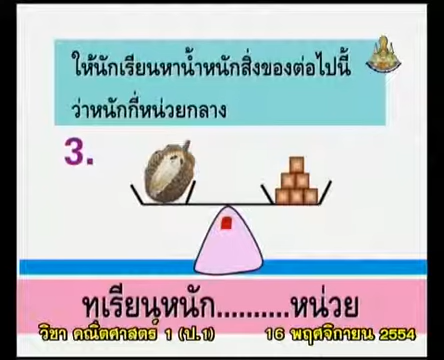 ให้นักเรียนหาน้ำหนักสิ่งของต่อไปนี้
ว่าหนักกี่หน่วยกลาง
3.
ทุเรียนหนัก..........หน่วย
วิชา คณิตศาสตร์ 1 (ป.1) 16 พฤศจิกายน 2554